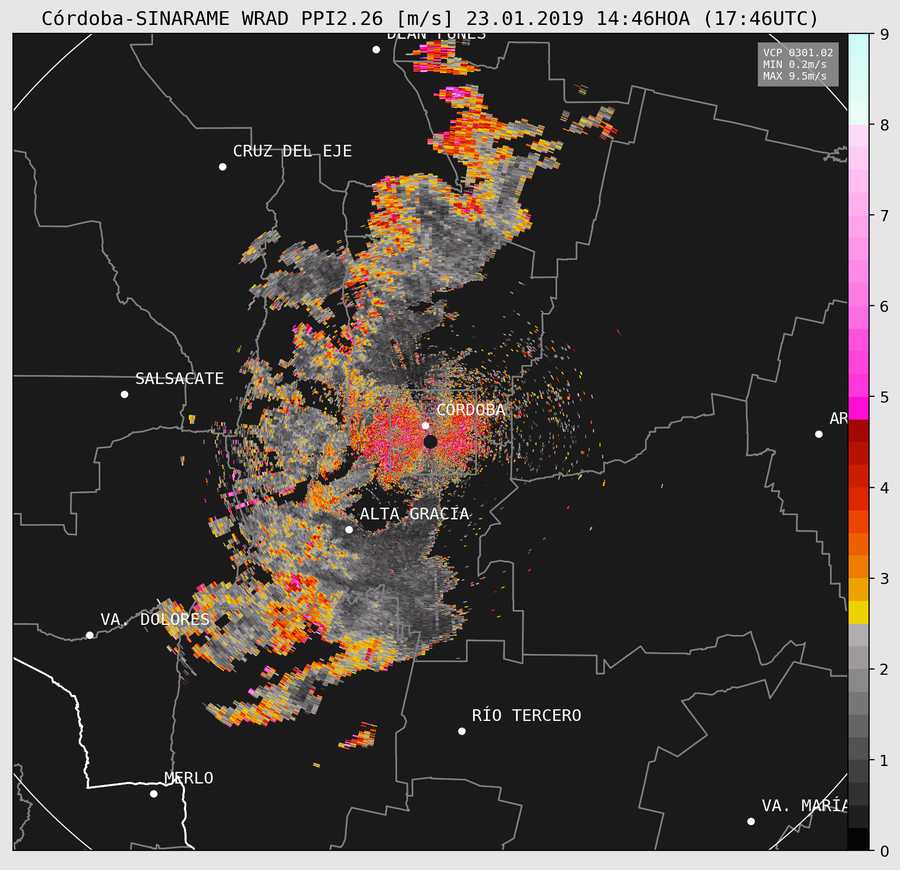 Córdoba-SINARAME WRAD PPI2.26 [m/s] 23.01.2019 14:46HOA (17:46UTC)
DEÁN FUNES
VCP 0301.02
MIN 0.2m/s
MAX 9.5m/s
CRUZ DEL EJE
SALSACATE
CÓRDOBA
AR
ALTA GRACIA
VA. DOLORES
RÍO TERCERO
MERLO
VA. MARÍA
9
8
7
6
5
4
3
2
1
0